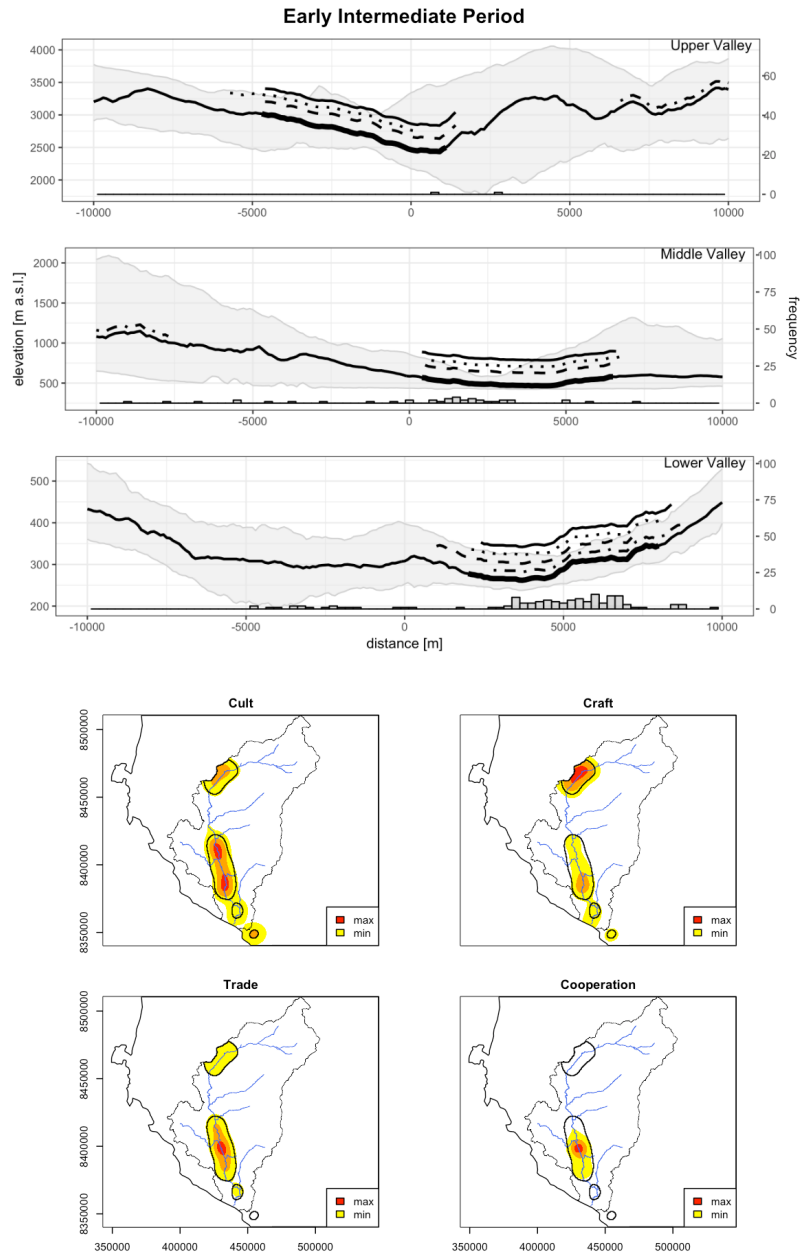 Early Intermediate Period
Upper Valley
4000
3500
3000
2500
2000
60
40
20
0
-10000 -5000 0 5000 10000
Middle Valley
2000
1500
1000
500
100
75
50
25
0
-10000 -5000 0 5000 10000
elevation [m a.s.l.]
frequency
Lower Valley
500
400
300
200
100
75
50
25
0
-10000 -5000 0 5000 10000
distance [m]
Cult Craft
8500000
8450000
8400000
8350000
max max
min min
Trade Cooperation
8500000
8450000
8400000
8350000
max max
min min
350000 400000 450000 500000 350000 400000 450000 500000